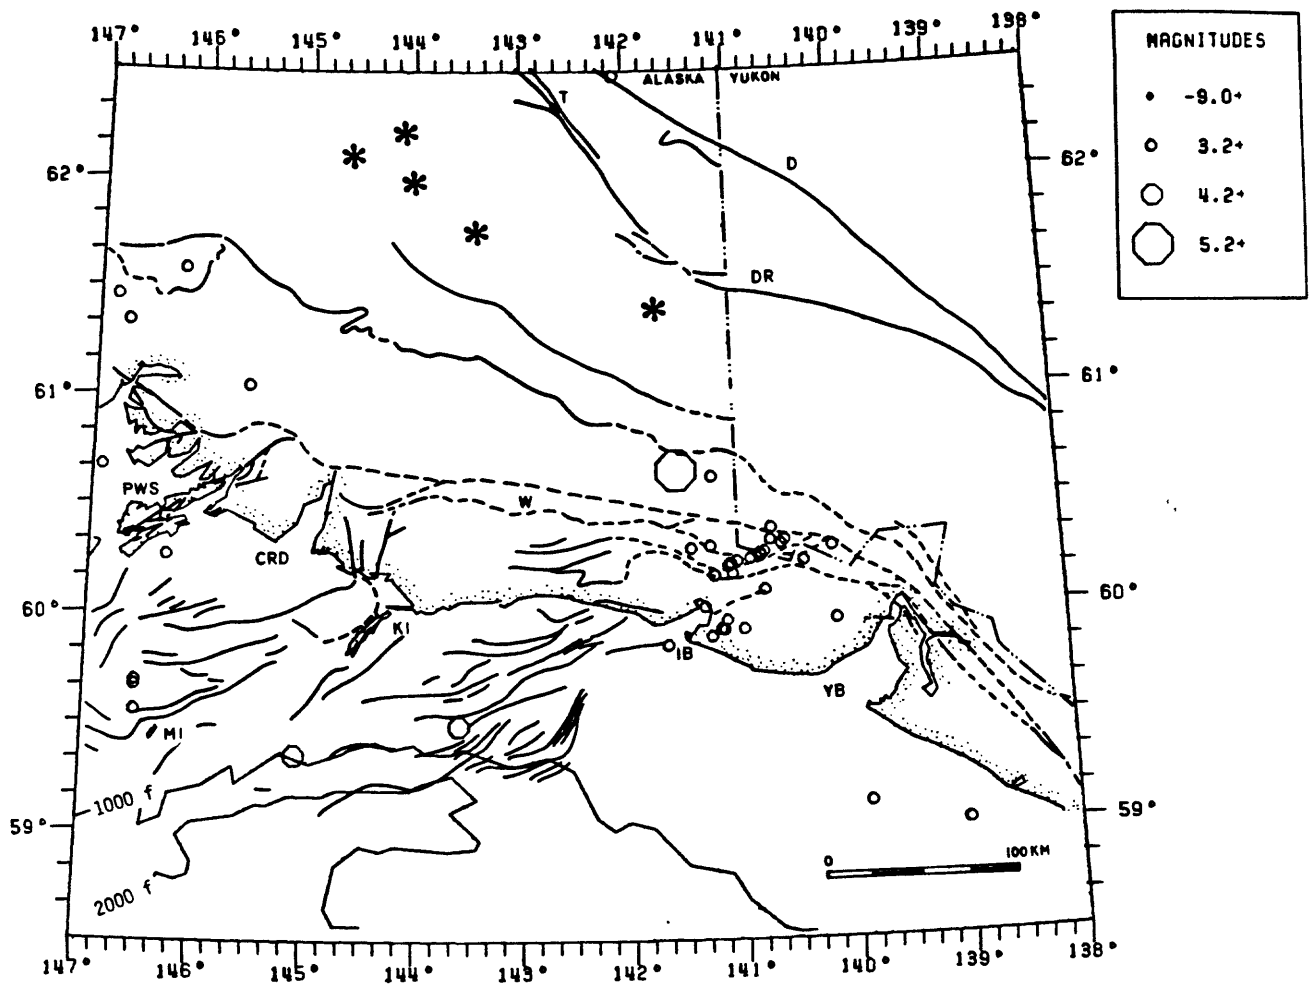 147° 146° 145° 144° 143° 142° 141° 140° 139° 138°
MAGNITUDES
-9.0+
3.2+
4.2+
5.2+
ALASKA YUKON
T
D
62° 62°
DR
61° 61°
PWS
W
CRD
60° 60°
KI
IB
YB
MI
1000 f
59° 59°
0 100 KM
2000 f
147° 146° 145° 144° 143° 142° 141° 140° 139° 138°